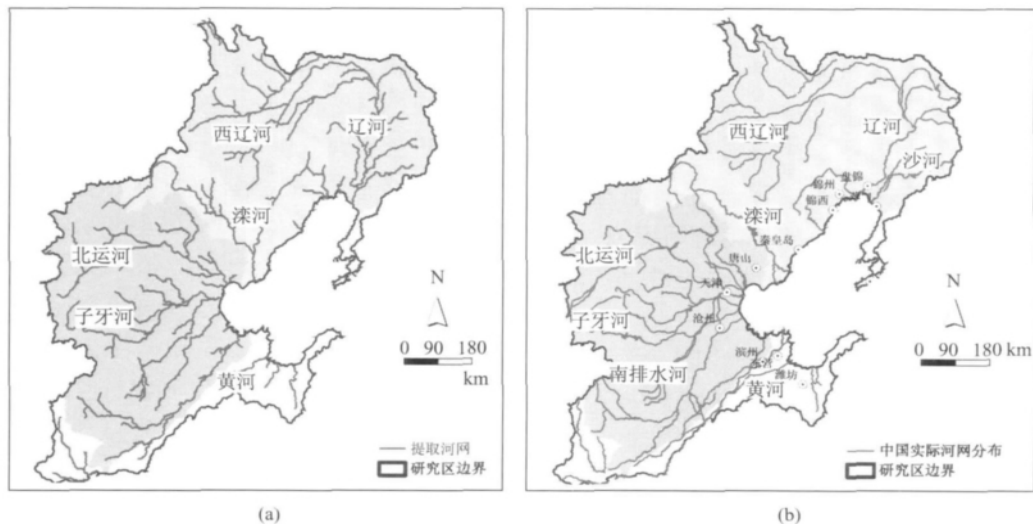 西辽河
辽河
滦河
北运河
子牙河
黄河
N
0 90 180
km
提取河网
研究区边界
(a)
西辽河
辽河
沙河
盘锦
锦州
锦西
滦河
秦皇岛
北运河
唐山
天津
子牙河
沧州
N
0 90 180
km
南排水河
滨州
东营
黄河
潍坊
中国实际河网分布
研究区边界
(b)